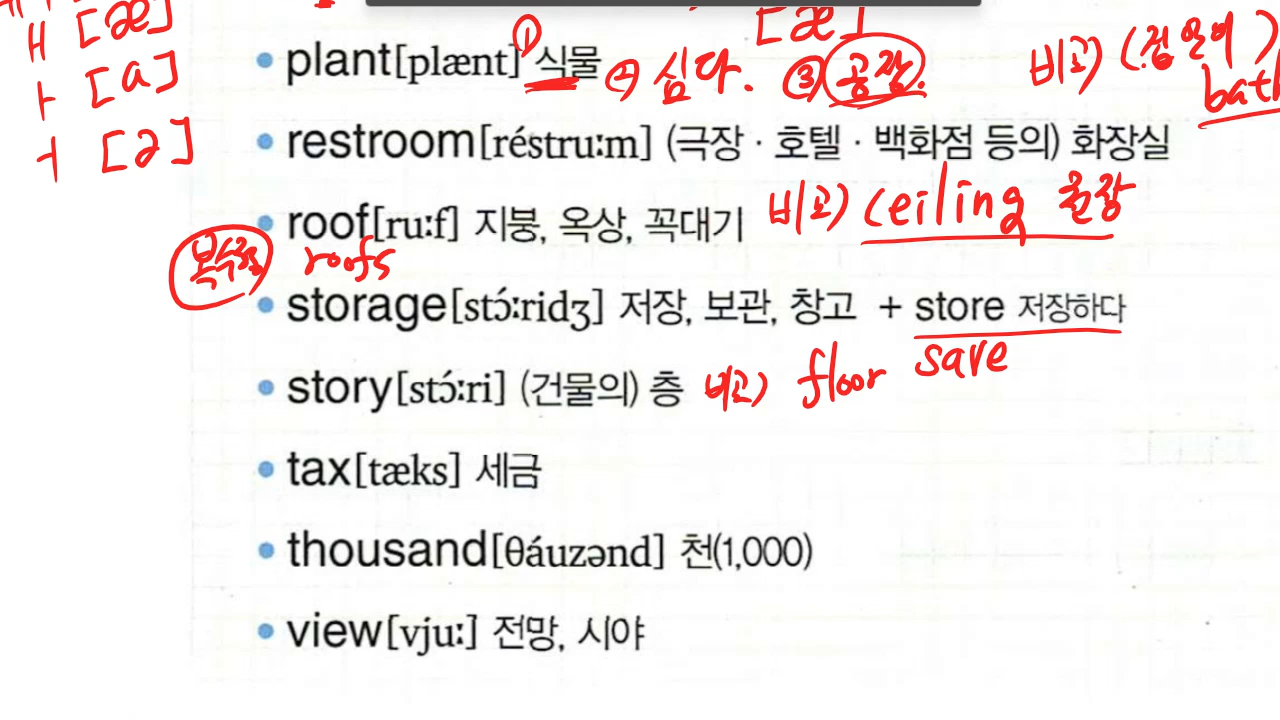 ㅐ [æ] [æ]
ㅏ [a]
ㅓ [ə]
• plant[plænt] ① 식물 ② 심다. ③ 공장. 비교) (집안에) bath
• restroom[réstruːm] (극장 · 호텔 · 백화점 등의) 화장실
• roof[ruːf] 지붕, 옥상, 꼭대기 비교) ceiling
복수형 roofs
• storage[stɔ́ːridʒ] 저장, 보관, 창고 + store 저장하다
save
• story[stɔ́ːri] (건물의) 층 비교) floor
• tax[tæks] 세금
• thousand[θáuzənd] 천(1,000)
• view[vjuː] 전망, 시야